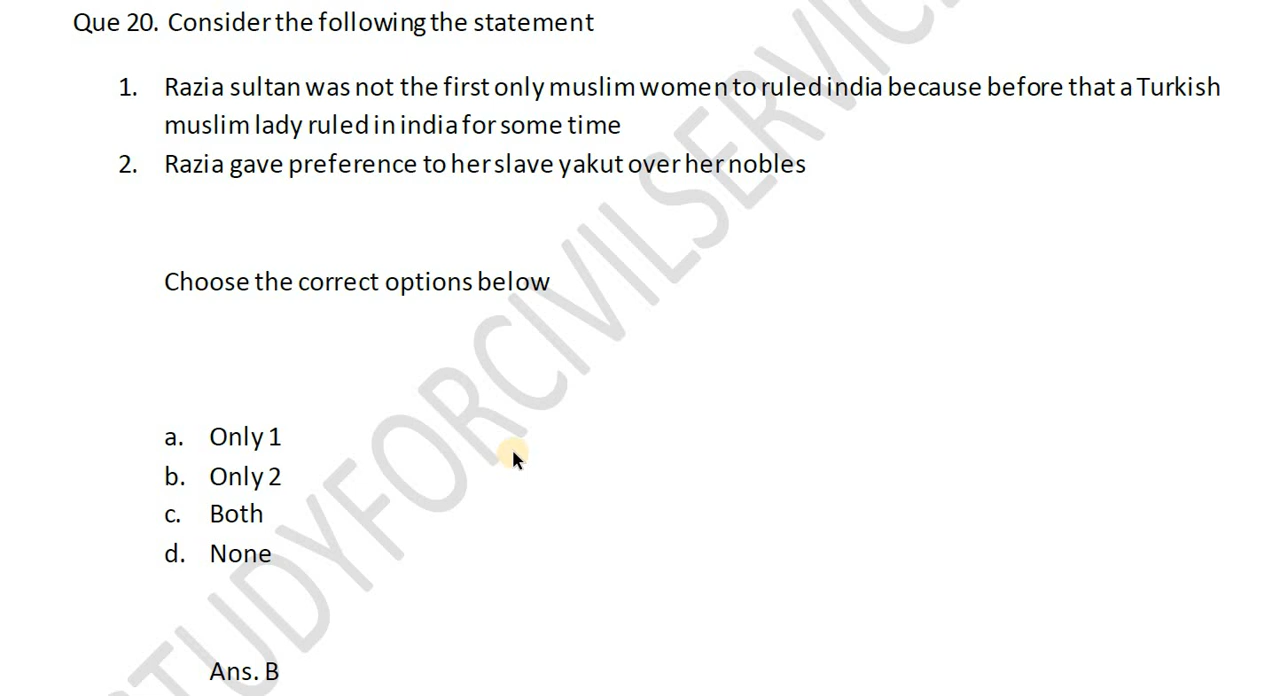 Que 20. Consider the following the statement
1. Razia sultan was not the first only muslim women to ruled india because before that a Turkish
muslim lady ruled in india for some time
2. Razia gave preference to her slave yakut over her nobles
Choose the correct options below
a. Only 1
b. Only 2
c. Both
d. None
Ans. B